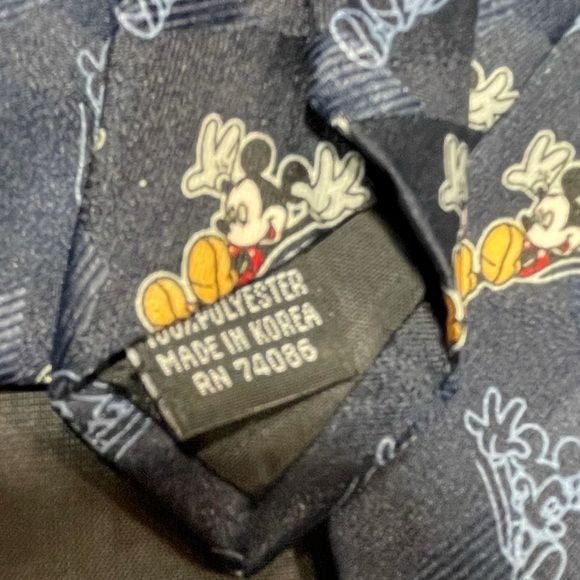 100% POLYESTER
MADE IN KOREA
RN 74086